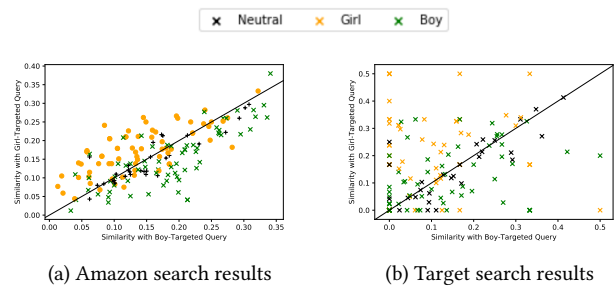 Neutral Girl Boy
Similarity with Girl-Targeted Query
0.40
0.35
0.30
0.25
0.20
0.15
0.10
0.05
0.00
0.00 0.05 0.10 0.15 0.20 0.25 0.30 0.35
Similarity with Boy-Targeted Query
(a) Amazon search results
Similarity with Girl-Targeted Query
0.5
0.4
0.3
0.2
0.1
0.0
0.0 0.1 0.2 0.3 0.4 0.5
Similarity with Boy-Targeted Query
(b) Target search results